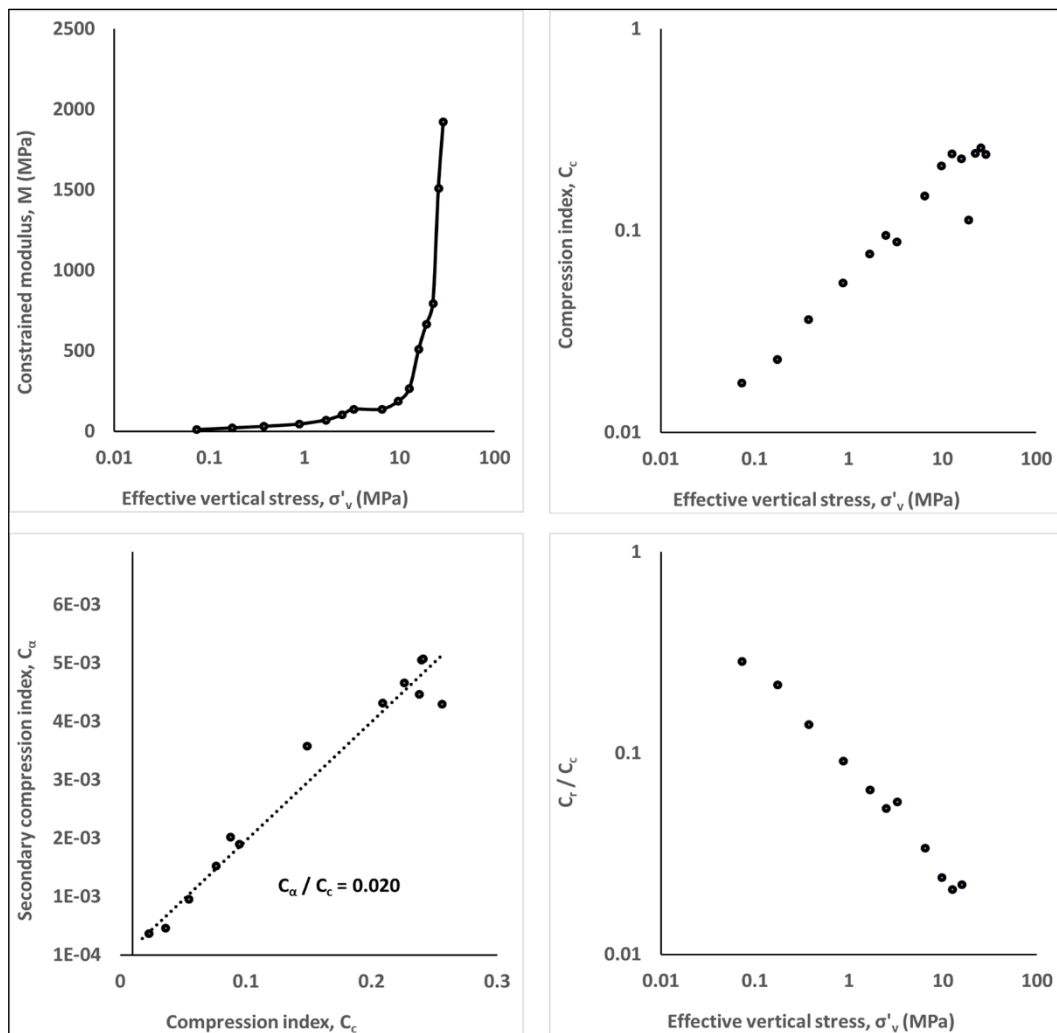 Constrained modulus, M (MPa)
2500
2000
1500
1000
500
0
0.01 0.1 1 10 100
Effective vertical stress, σ'v (MPa)
Compression index, Cc
1
0.1
0.01
0.01 0.1 1 10 100
Effective vertical stress, σ'v (MPa)
Secondary compression index, Cα
6E-03
5E-03
4E-03
3E-03
2E-03
1E-03
1E-04
Cα / Cc = 0.020
0 0.1 0.2 0.3
Compression index, Cc
Cr / Cc
1
0.1
0.01
0.01 0.1 1 10 100
Effective vertical stress, σ'v (MPa)